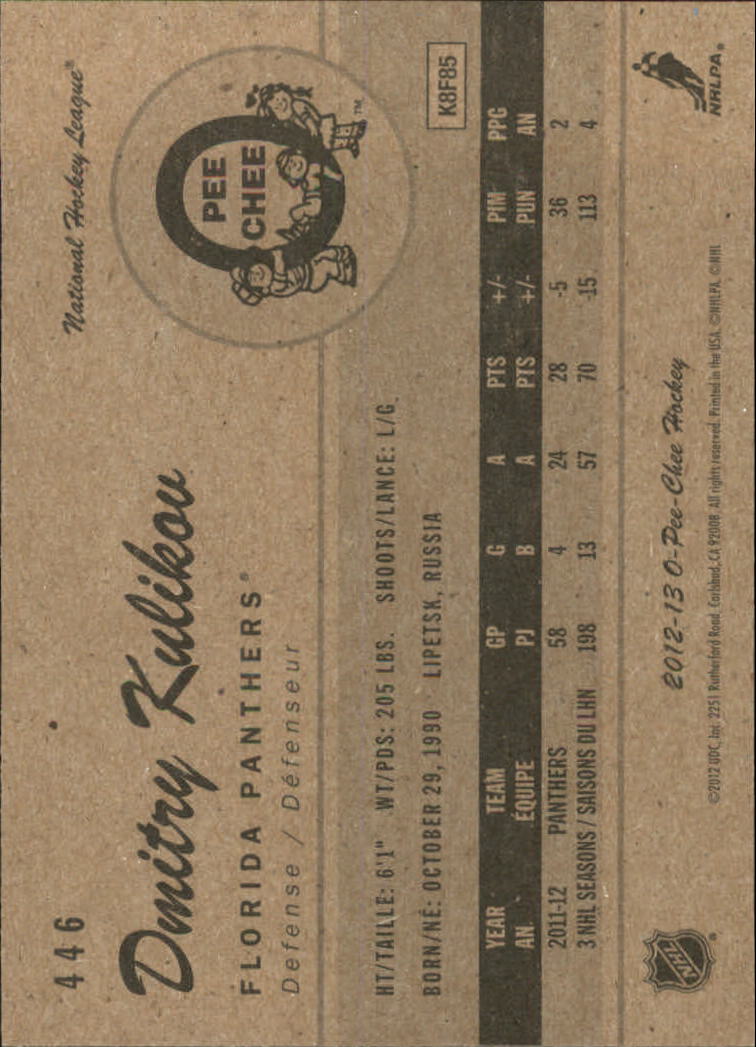 446
National Hockey League®
Dmitry Kulikov
FLORIDA PANTHERS®
Defense / Défenseur
PEE
CHEE
TM
HT/TAILLE: 6'1" WT/PDS: 205 LBS. SHOOTS/LANCE: L/G
BORN/NÉ: OCTOBER 29, 1990 LIPETSK, RUSSIA
K8F85
YEAR TEAM GP G A PTS +/- PIM PPG
AN. ÉQUIPE PJ B A PTS +/- PUN AN
2011-12 PANTHERS 58 4 24 28 -5 36 2
3 NHL SEASONS / SAISONS DU LHN 198 13 57 70 -15 113 4
NHL ®
2012-13 O-Pee-Chee Hockey
NHLPA®
©2012 UDC, Inc. 2251 Rutherford Road, Carlsbad, CA 92008. All rights reserved. Printed in the USA. ©NHLPA. ©NHL